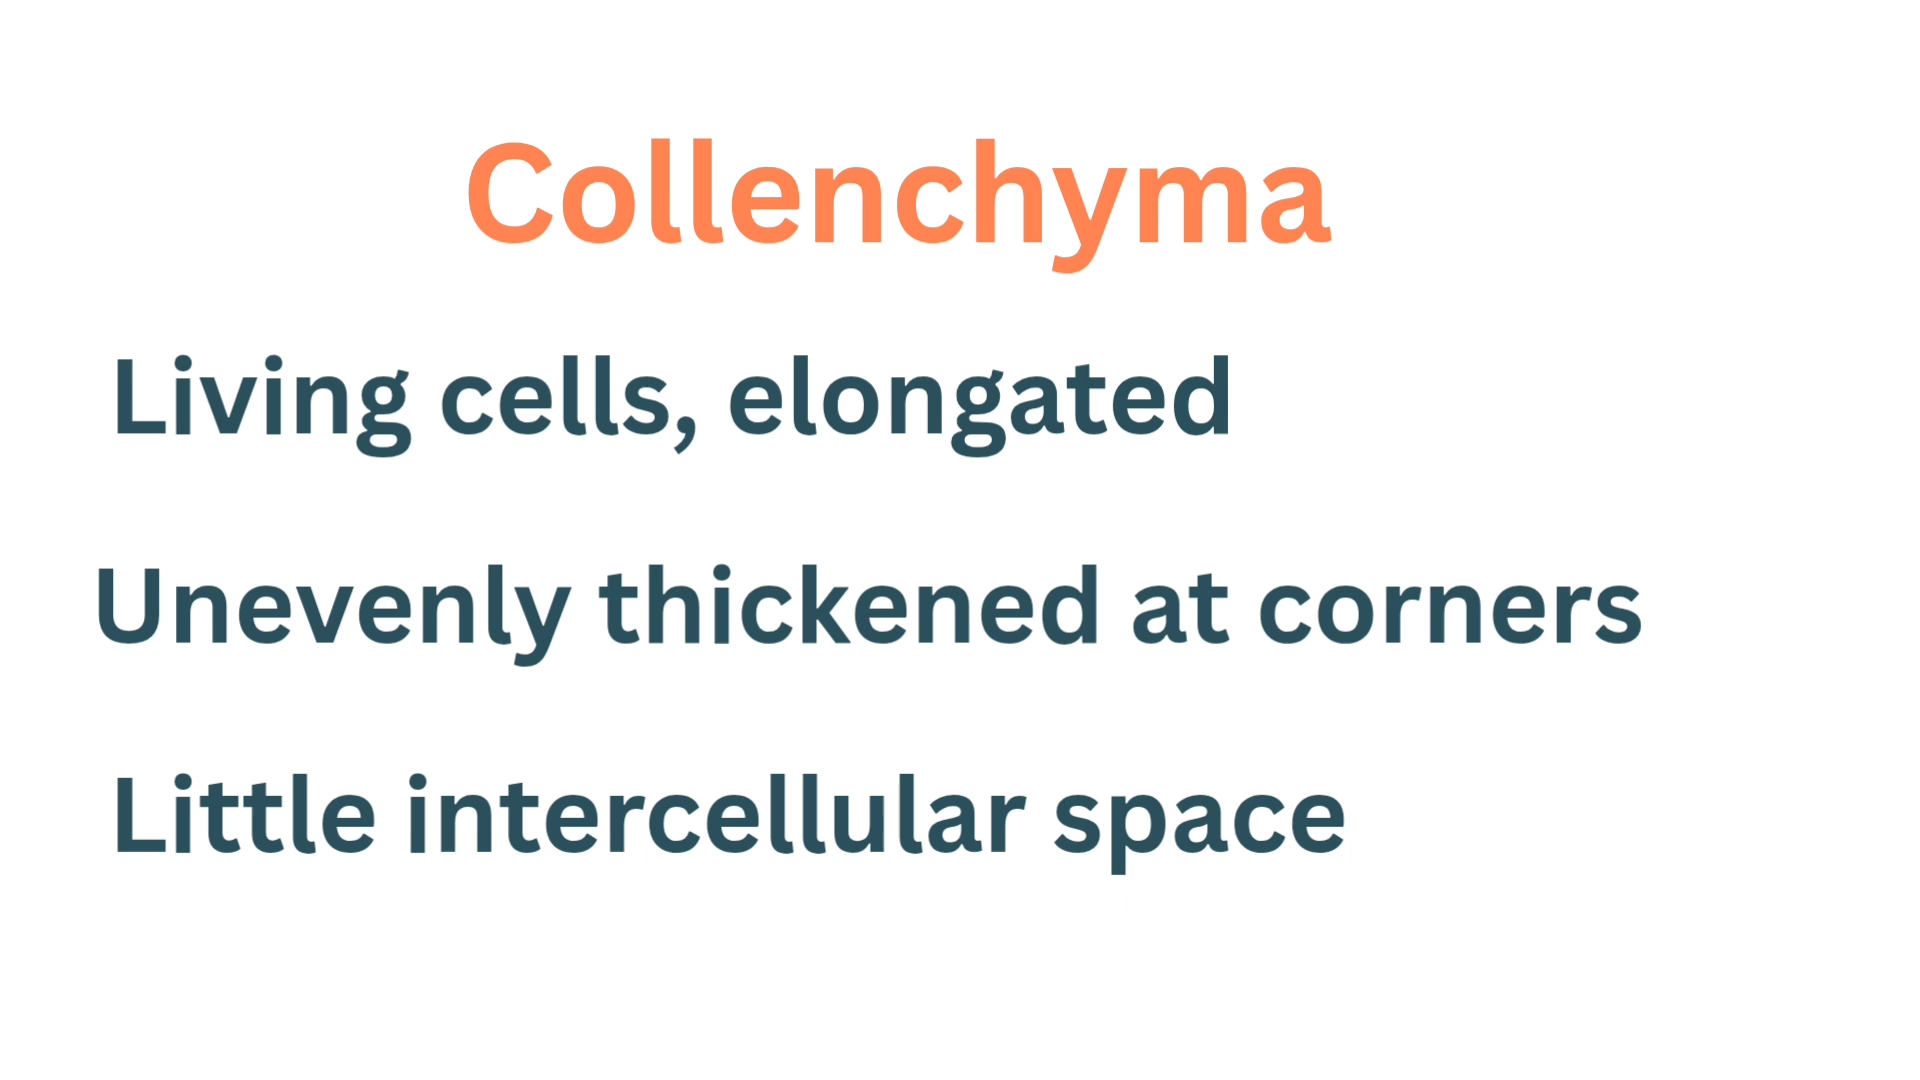 Collenchyma
Living cells, elongated
Unevenly thickened at corners
Little intercellular space